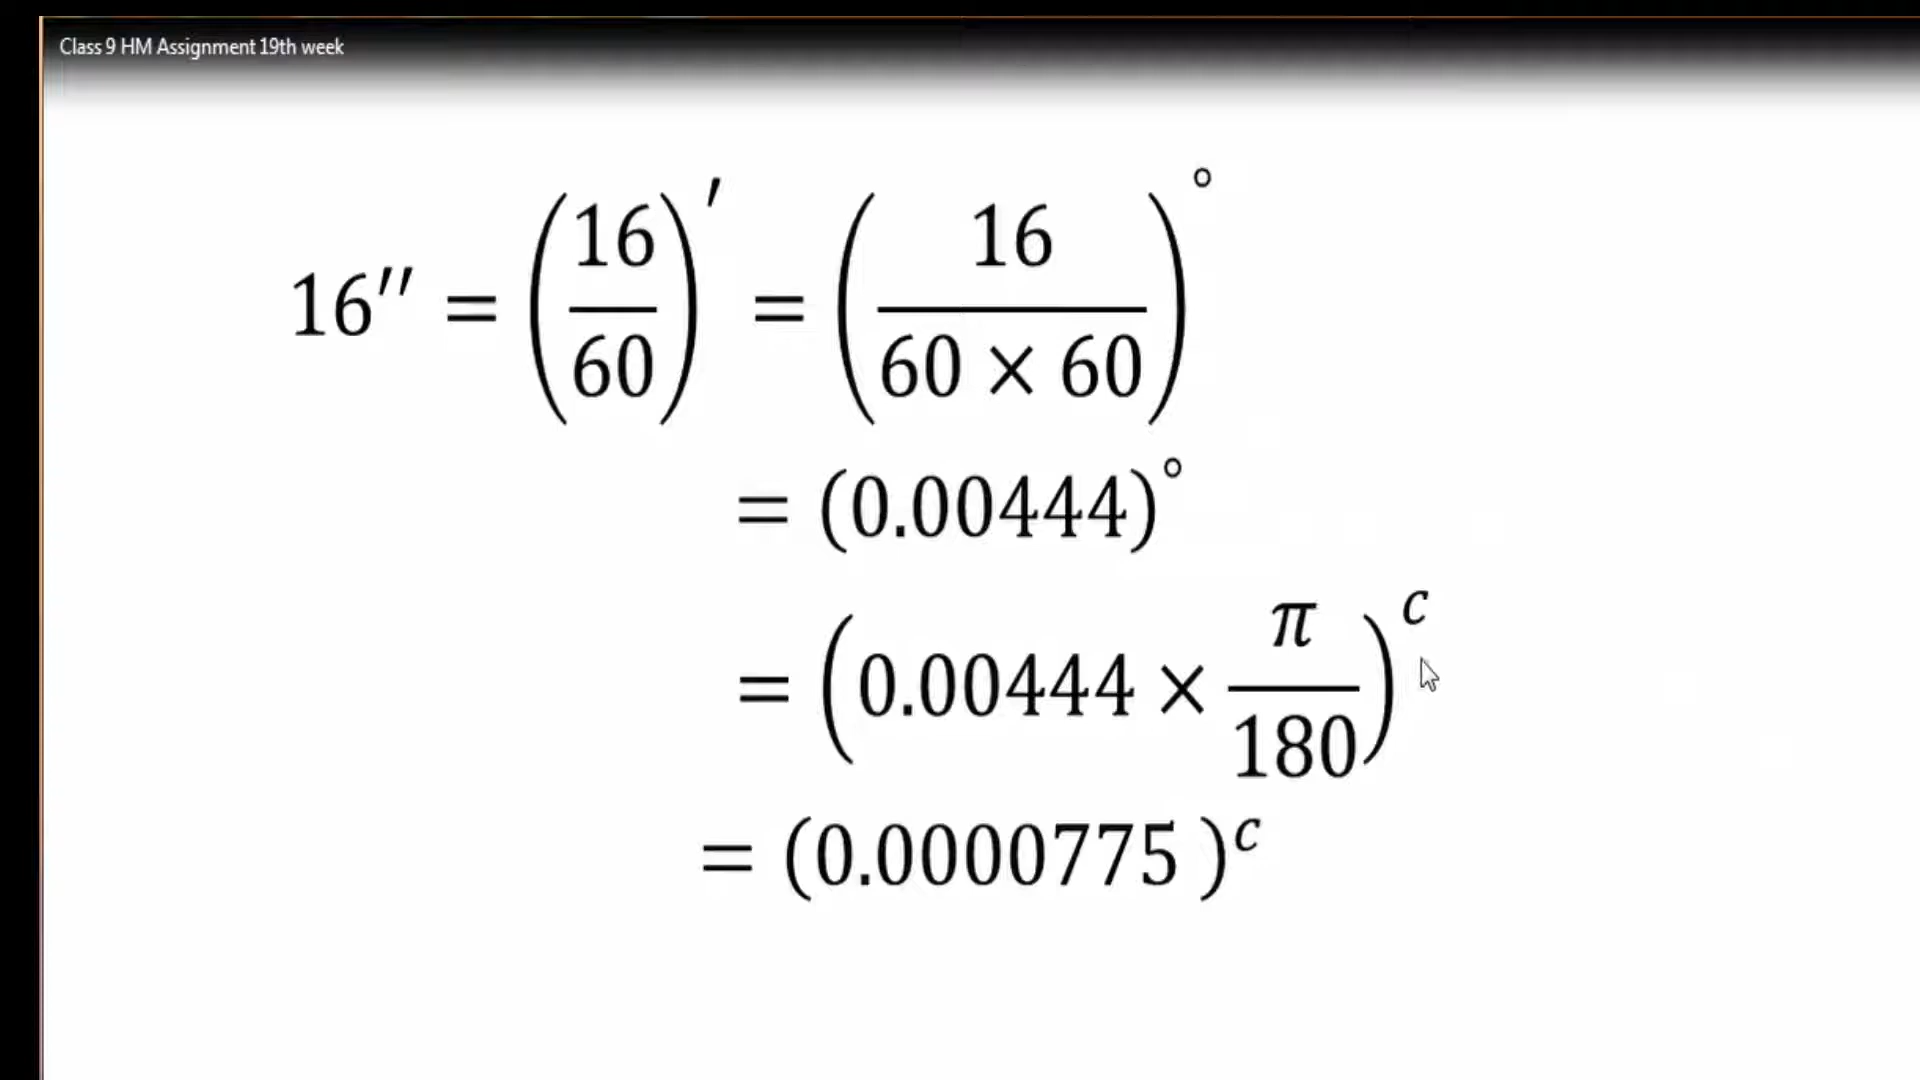 Class 9 HM Assignment 19th week
16″ = (16/60)′ = (16/(60 × 60))°
= (0.00444)°
= (0.00444 × π/180)ᶜ
= (0.0000775 )ᶜ